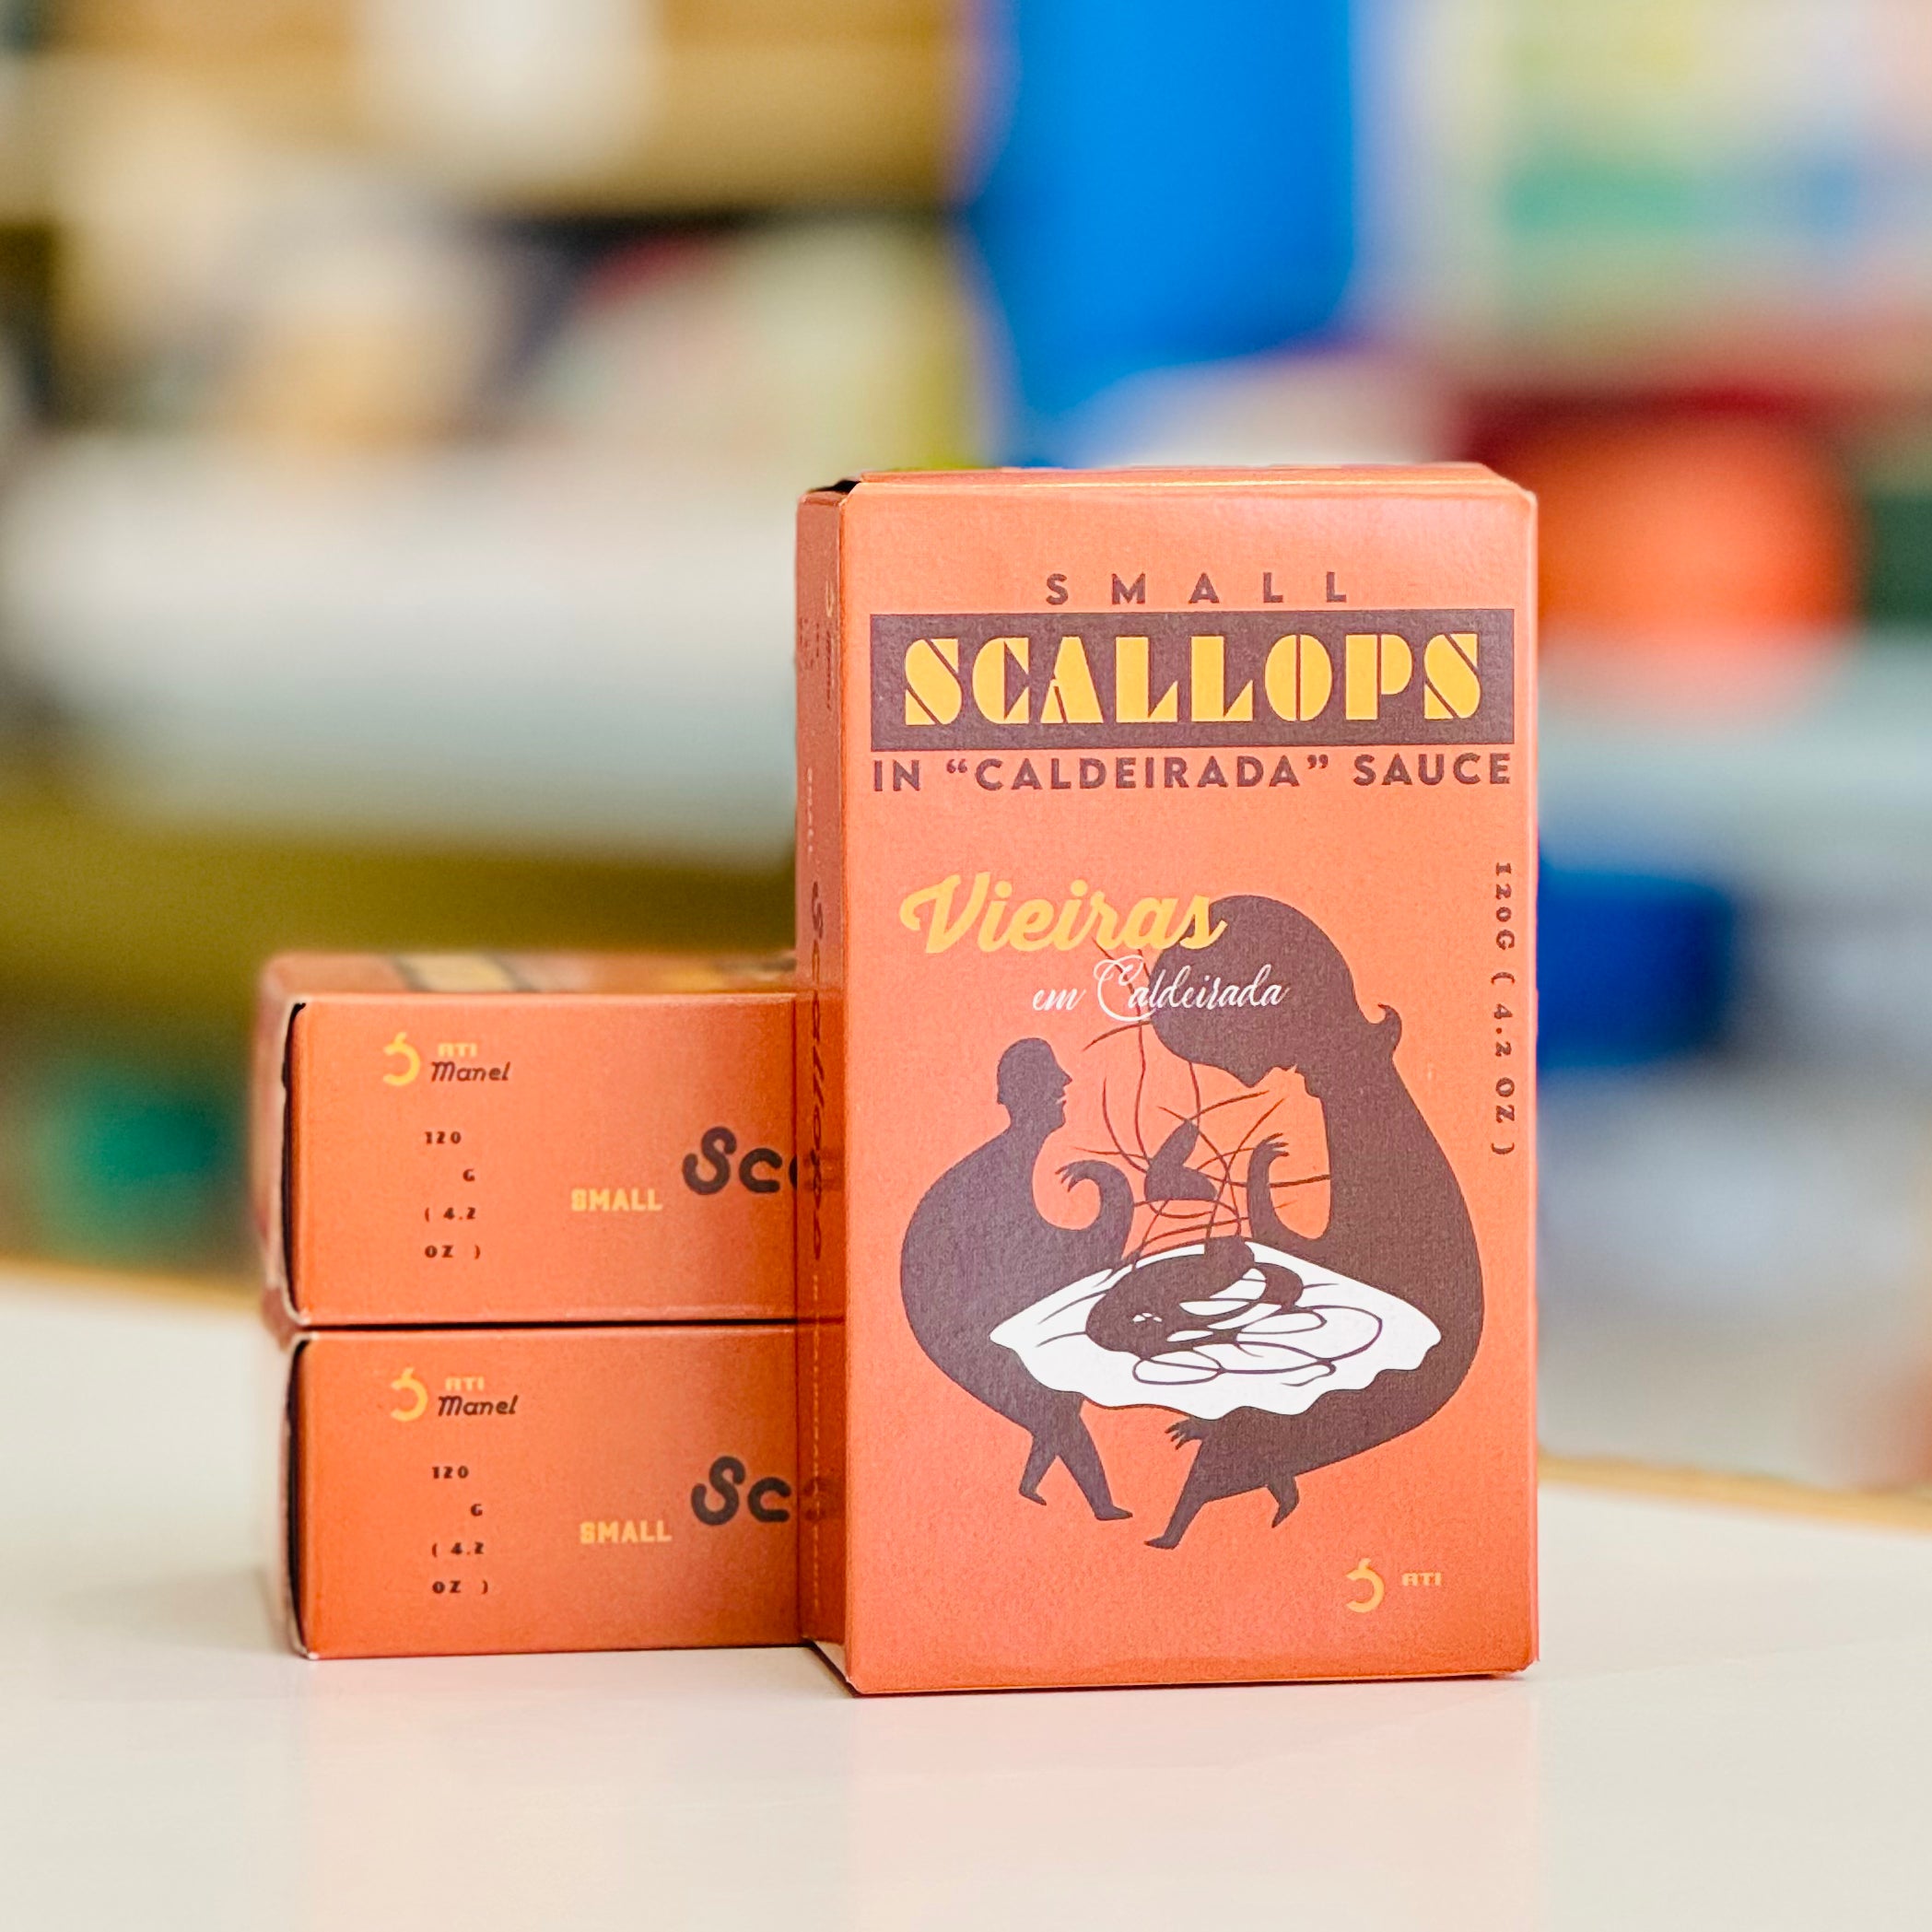 SMALL
SCALLOPS
IN “CALDEIRADA” SAUCE
Vieiras
em Caldeirada
120G ( 4.2 OZ )
ATI
Scallops
ATI
Manel
120
G
( 4.2
OZ )
SMALL
ATI
Manel
120
G
( 4.2
OZ )
SMALL